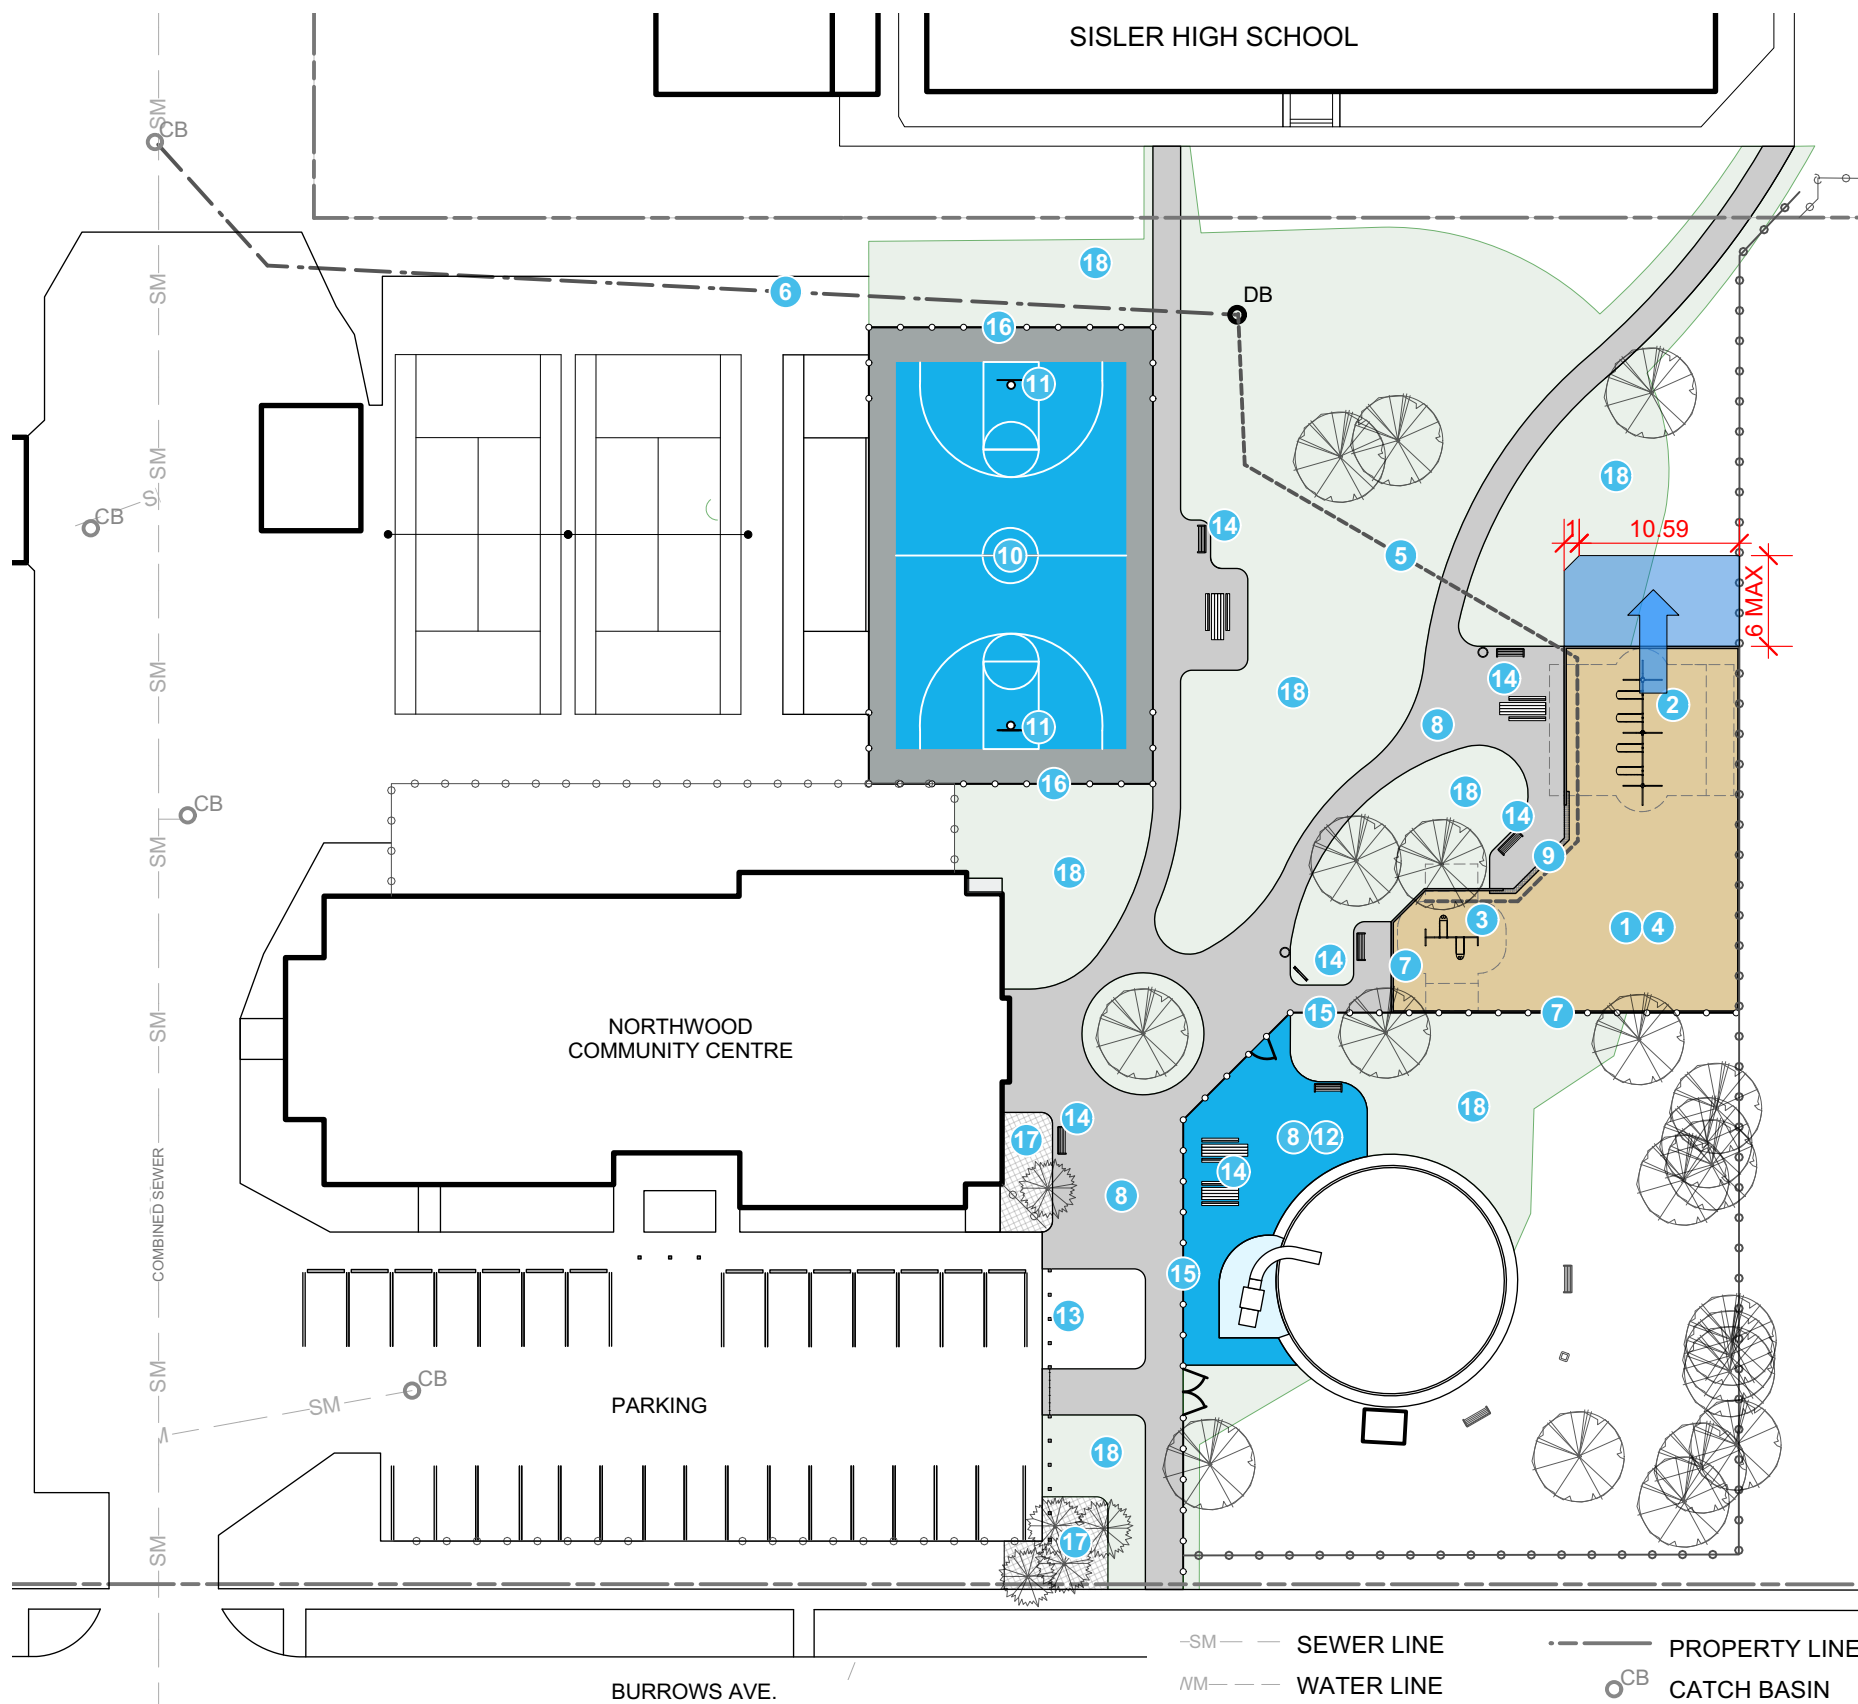 SISLER HIGH SCHOOL
SM
CB
18
SM
6
DB
16
11
SM
18
S
CB
14
1
10.59
10
5
6 MAX
SM
14
18
2
11
8
16
18
CB
14
SM
9
18
3
1
4
14
7
SM
15
7
NORTHWOOD
COMMUNITY CENTRE
18
14
17
8
12
14
COMBINED SEWER
8
15
13
SM
CB
SM
PARKING
18
17
SM
SM
SEWER LINE
PROPERTY LINE
WM
WATER LINE
CB
CATCH BASIN
BURROWS AVE.